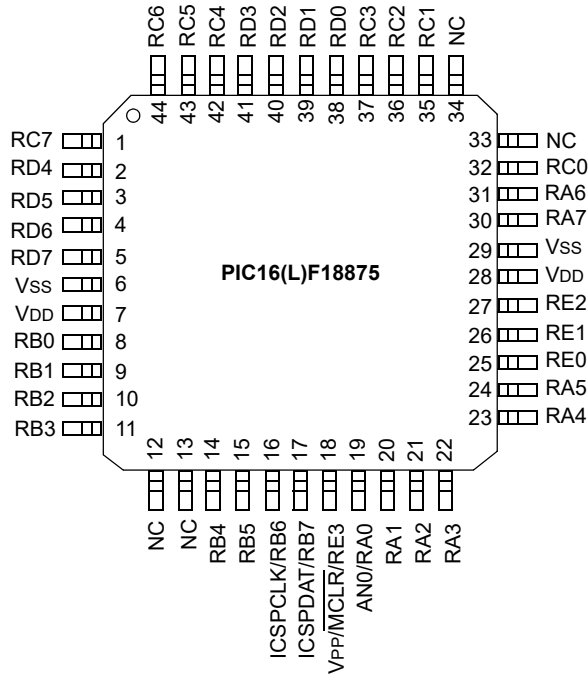 RC6
RC5
RC4
RD3
RD2
RD1
RD0
RC3
RC2
RC1
NC
44
43
42
41
40
39
38
37
36
35
34
RC7 1
RD4 2
RD5 3
RD6 4
RD7 5
VSS 6
VDD 7
RB0 8
RB1 9
RB2 10
RB3 11
PIC16(L)F18875
33 NC
32 RC0
31 RA6
30 RA7
29 VSS
28 VDD
27 RE2
26 RE1
25 RE0
24 RA5
23 RA4
12
13
14
15
16
17
18
19
20
21
22
NC
NC
RB4
RB5
ICSPCLK/RB6
ICSPDAT/RB7
VPP/MCLR/RE3
AN0/RA0
RA1
RA2
RA3